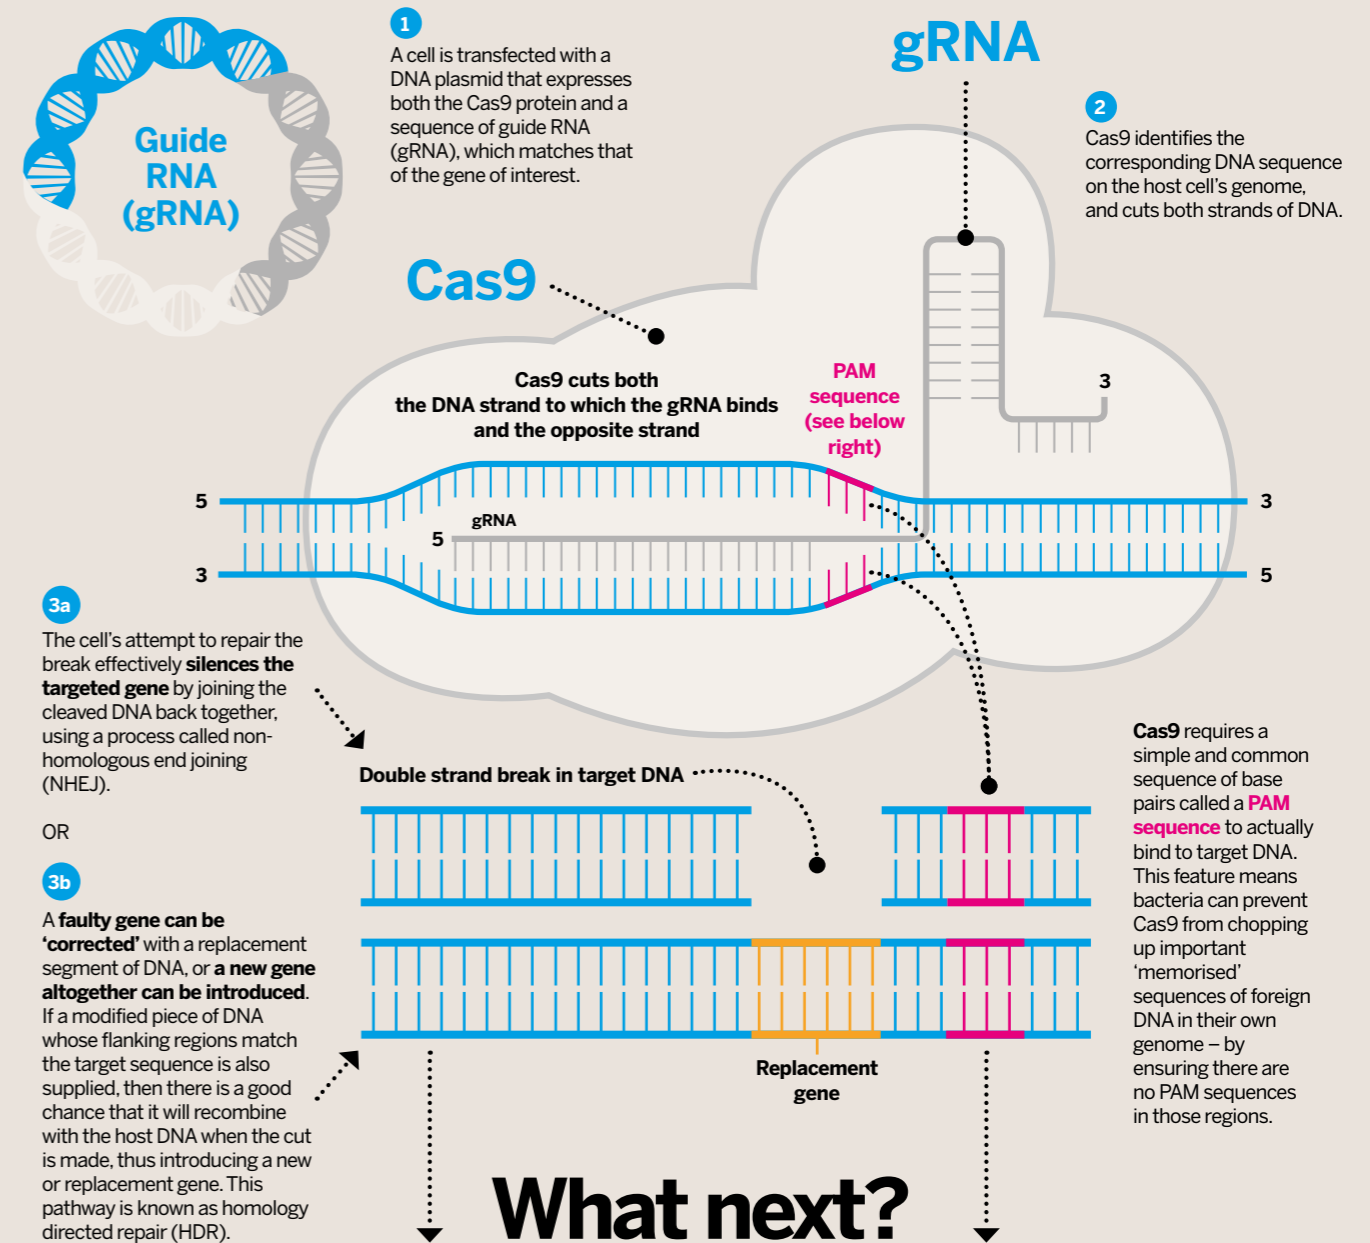 Guide
RNA
(gRNA)
1
A cell is transfected with a
DNA plasmid that expresses
both the Cas9 protein and a
sequence of guide RNA
(gRNA), which matches that
of the gene of interest.
gRNA
2
Cas9 identifies the
corresponding DNA sequence
on the host cell's genome,
and cuts both strands of DNA.
Cas9
Cas9 cuts both
the DNA strand to which the gRNA binds
and the opposite strand
PAM
sequence
(see below
right)
3
5
3
gRNA
5
3
5
3a
The cell's attempt to repair the
break effectively silences the
targeted gene by joining the
cleaved DNA back together,
using a process called non-
homologous end joining
(NHEJ).
OR
3b
A faulty gene can be
'corrected' with a replacement
segment of DNA, or a new gene
altogether can be introduced.
If a modified piece of DNA
whose flanking regions match
the target sequence is also
supplied, then there is a good
chance that it will recombine
with the host DNA when the cut
is made, thus introducing a new
or replacement gene. This
pathway is known as homology
directed repair (HDR).
Double strand break in target DNA
Replacement
gene
Cas9 requires a
simple and common
sequence of base
pairs called a PAM
sequence to actually
bind to target DNA.
This feature means
bacteria can prevent
Cas9 from chopping
up important
'memorised'
sequences of foreign
DNA in their own
genome – by
ensuring there are
no PAM sequences
in those regions.
What next?